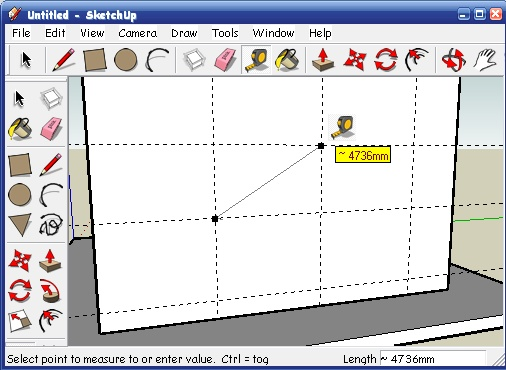 Untitled - SketchUp
File Edit View Camera Draw Tools Window Help
~ 4736mm
Select point to measure to or enter value. Ctrl = tog Length ~ 4736mm